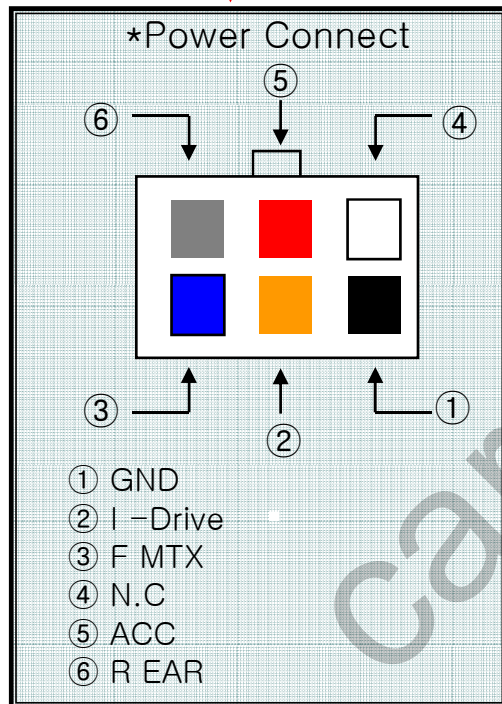 *Power Connect
⑤
⑥ ④
③ ①
②
① GND
② I -Drive
③ F MTX
④ N.C
⑤ ACC
⑥ R EAR